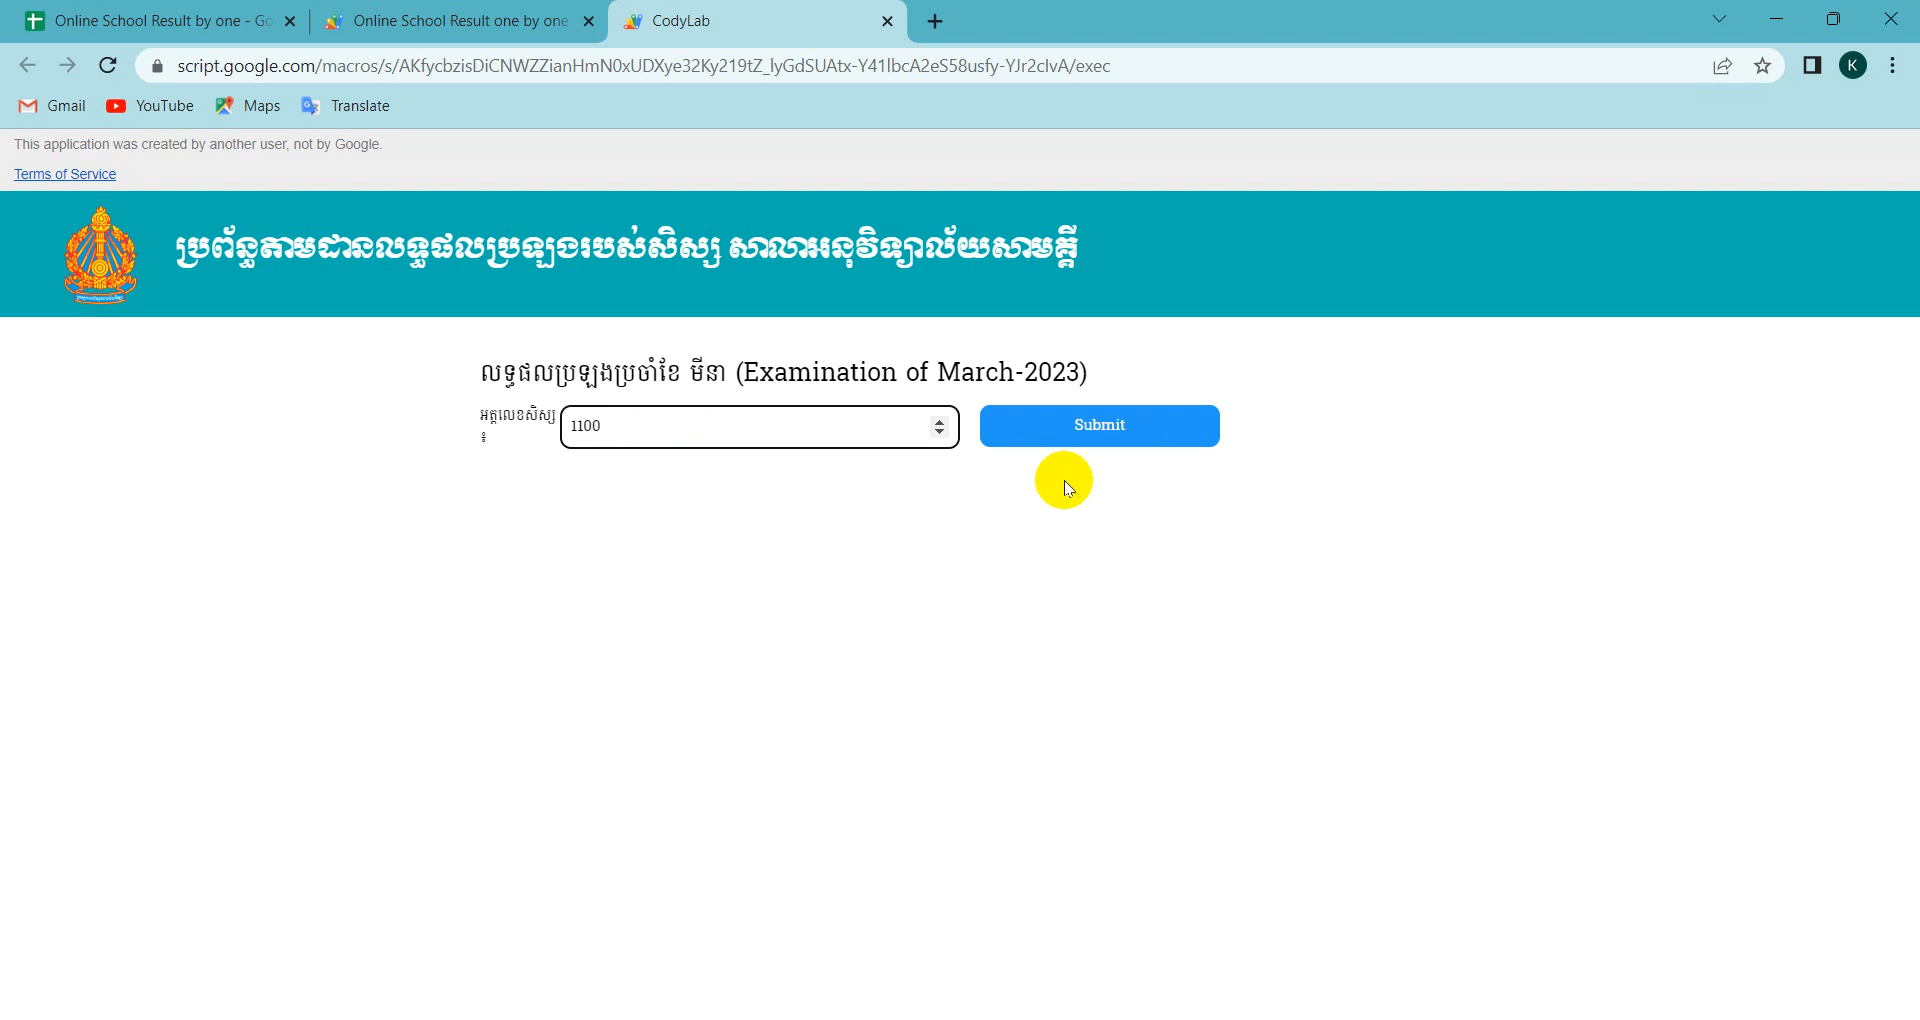 Online School Result by one - Go
Online School Result one by one
CodyLab
script.google.com/macros/s/AKfycbzisDiCNWZZianHmN0xUDXye32Ky219tZ_lyGdSUAtx-Y41lbcA2eS58usfy-YJr2clvA/exec
K
Gmail
YouTube
Maps
Translate
This application was created by another user, not by Google.
Terms of Service
ប្រព័ន្ធតាមដានលទ្ធផលប្រឡងរបស់សិស្ស សាលាអនុវិទ្យាល័យសាមគ្គី
លទ្ធផលប្រឡងប្រចាំខែ មីនា (Examination of March-2023)
អត្តលេខសិស្ស
៖
1100
Submit